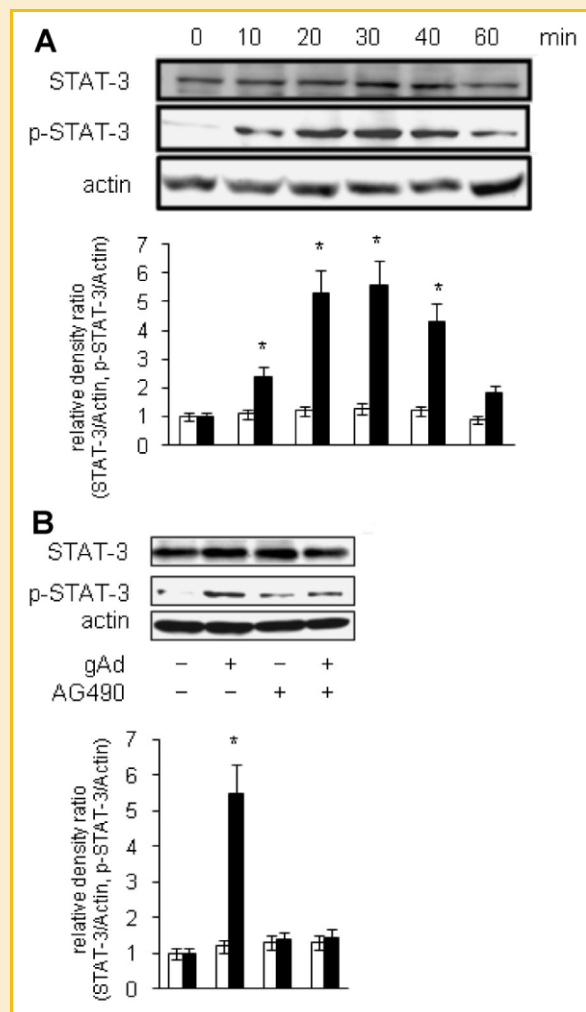 A
0 10 20 30 40 60 min
STAT-3
p-STAT-3
actin
7
6
5
4
3
2
1
0
relative density ratio
(STAT-3/Actin, p-STAT-3/Actin)
*
*
*
*
B
STAT-3
p-STAT-3
actin
gAd – + – +
AG490 – – + +
7
6
5
4
3
2
1
0
relative density ratio
(STAT-3/Actin, p-STAT-3/Actin)
*